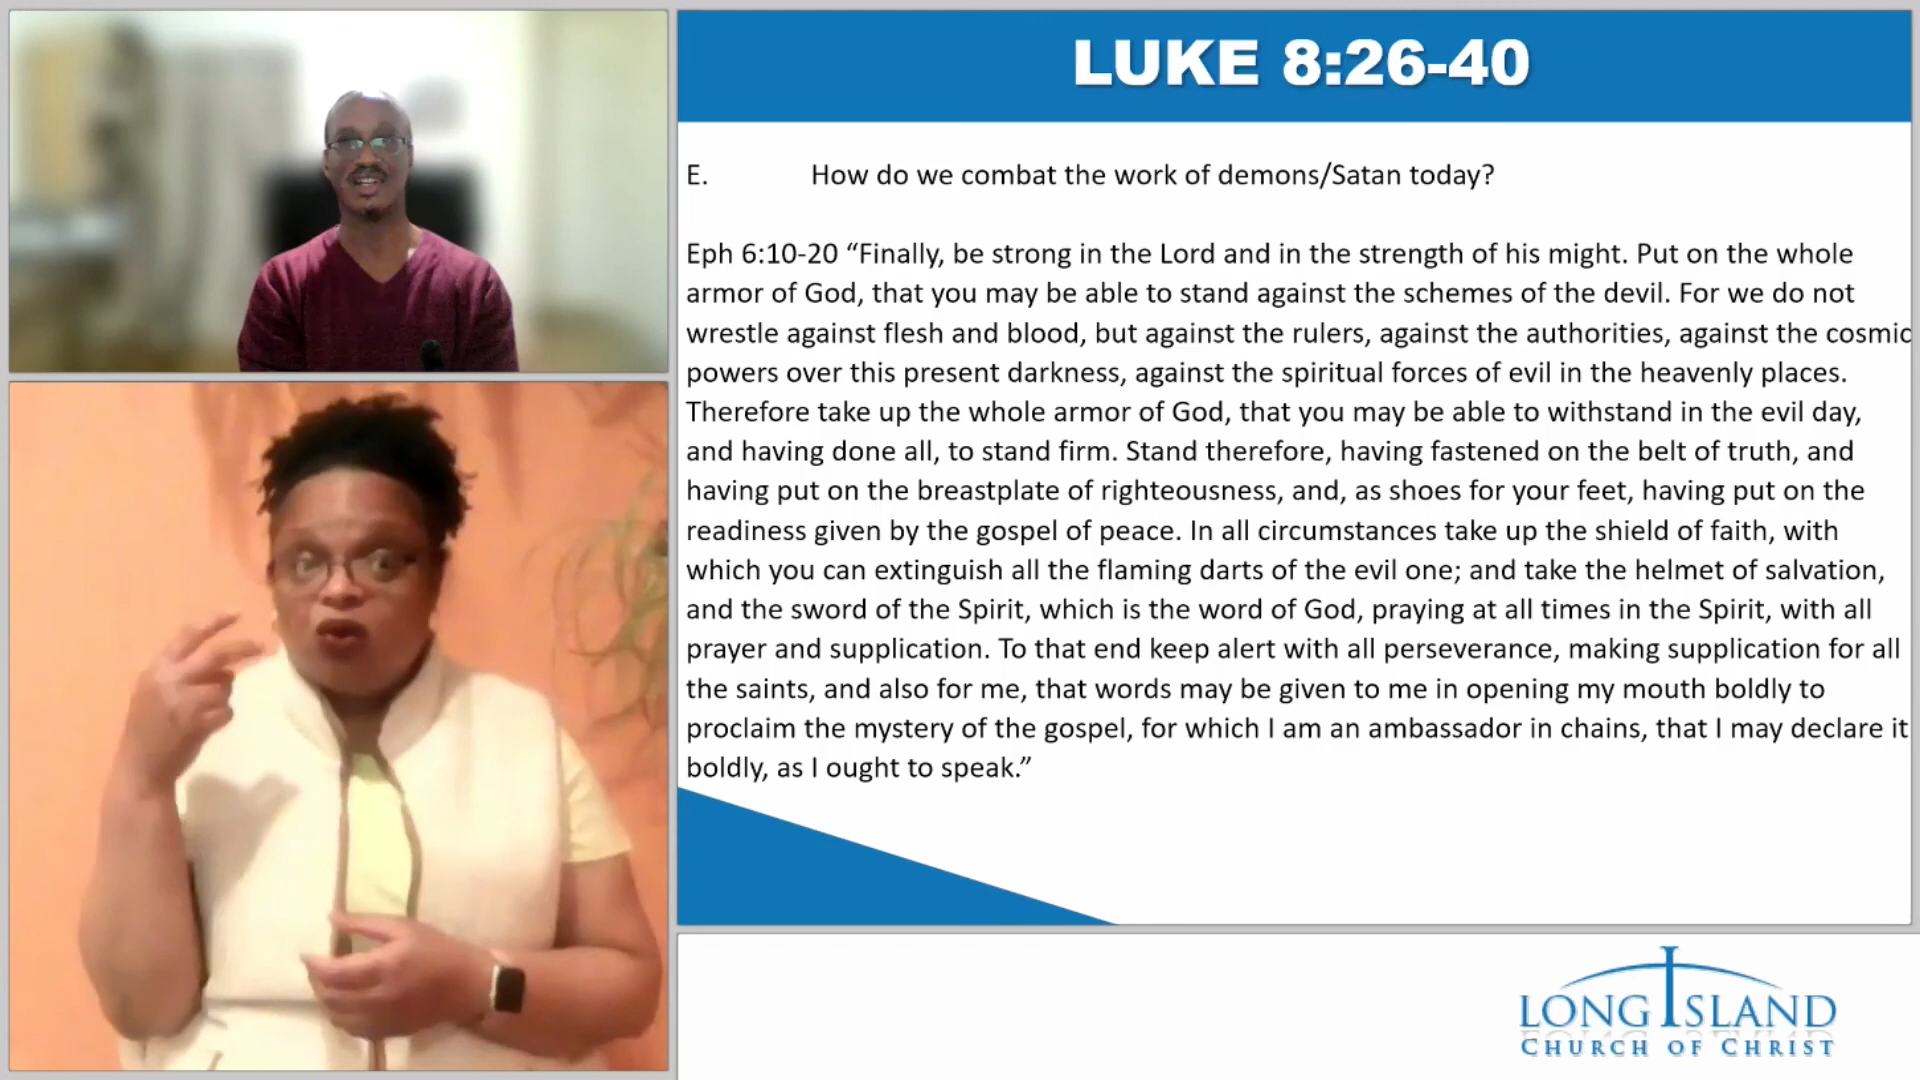 LUKE 8:26-40
E. How do we combat the work of demons/Satan today?
Eph 6:10-20 “Finally, be strong in the Lord and in the strength of his might. Put on the whole
armor of God, that you may be able to stand against the schemes of the devil. For we do not
wrestle against flesh and blood, but against the rulers, against the authorities, against the cosmic
powers over this present darkness, against the spiritual forces of evil in the heavenly places.
Therefore take up the whole armor of God, that you may be able to withstand in the evil day,
and having done all, to stand firm. Stand therefore, having fastened on the belt of truth, and
having put on the breastplate of righteousness, and, as shoes for your feet, having put on the
readiness given by the gospel of peace. In all circumstances take up the shield of faith, with
which you can extinguish all the flaming darts of the evil one; and take the helmet of salvation,
and the sword of the Spirit, which is the word of God, praying at all times in the Spirit, with all
prayer and supplication. To that end keep alert with all perseverance, making supplication for all
the saints, and also for me, that words may be given to me in opening my mouth boldly to
proclaim the mystery of the gospel, for which I am an ambassador in chains, that I may declare it
boldly, as I ought to speak.”
LONG ISLAND
CHURCH OF CHRIST